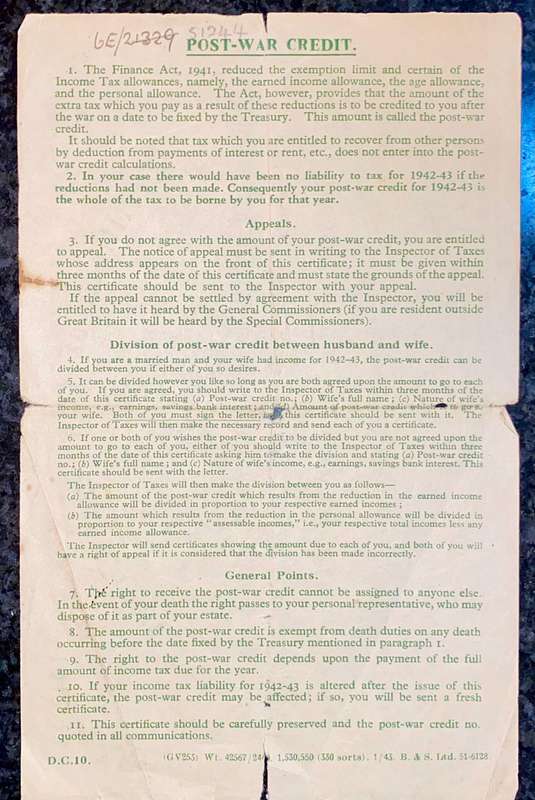 GE/21329 51244
POST-WAR CREDIT.
1. The Finance Act, 1941, reduced the exemption limit and certain of the
Income Tax allowances, namely, the earned income allowance, the age allowance,
and the personal allowance. The Act, however, provides that the amount of the
extra tax which you pay as a result of these reductions is to be credited to you after
the war on a date to be fixed by the Treasury. This amount is called the post-war
credit.
It should be noted that tax which you are entitled to recover from other persons
by deduction from payments of interest or rent, etc., does not enter into the post-
war credit calculations.
2. In your case there would have been no liability to tax for 1942-43 if the
reductions had not been made. Consequently your post-war credit for 1942-43 is
the whole of the tax to be borne by you for that year.
Appeals.
3. If you do not agree with the amount of your post-war credit, you are entitled
to appeal. The notice of appeal must be sent in writing to the Inspector of Taxes
whose address appears on the front of this certificate; it must be given within
three months of the date of this certificate and must state the grounds of the appeal.
This certificate should be sent to the Inspector with your appeal.
If the appeal cannot be settled by agreement with the Inspector, you will be
entitled to have it heard by the General Commissioners (if you are resident outside
Great Britain it will be heard by the Special Commissioners).
Division of post-war credit between husband and wife.
4. If you are a married man and your wife had income for 1942-43, the post-war credit can be
divided between you if either of you so desires.
5. It can be divided however you like so long as you are both agreed upon the amount to go to each
of you. If you are agreed, you should write to the Inspector of Taxes within three months of the
date of this certificate stating (a) Post-war credit no.; (b) Wife's full name; (c) Nature of wife's
income, e.g., earnings, savings bank interest; and (d) Amount of post-war credit which is to go to
your wife. Both of you must sign the letter, and this certificate should be sent with it. The
Inspector of Taxes will then make the necessary record and send each of you a certificate.
6. If one or both of you wishes the post-war credit to be divided but you are not agreed upon the
amount to go to each of you, either of you should write to the Inspector of Taxes within three
months of the date of this certificate asking him to make the division and stating (a) Post-war credit
no.; (b) Wife's full name; and (c) Nature of wife's income, e.g., earnings, savings bank interest. This
certificate should be sent with the letter.
The Inspector of Taxes will then make the division between you as follows—
(a) The amount of the post-war credit which results from the reduction in the earned income
allowance will be divided in proportion to your respective earned incomes;
(b) The amount which results from the reduction in the personal allowance will be divided in
proportion to your respective "assessable incomes," i.e., your respective total incomes less any
earned income allowance.
The Inspector will send certificates showing the amount due to each of you, and both of you will
have a right of appeal if it is considered that the division has been made incorrectly.
General Points.
7. The right to receive the post-war credit cannot be assigned to anyone else.
In the event of your death the right passes to your personal representative, who may
dispose of it as part of your estate.
8. The amount of the post-war credit is exempt from death duties on any death
occurring before the date fixed by the Treasury mentioned in paragraph 1.
9. The right to the post-war credit depends upon the payment of the full
amount of income tax due for the year.
10. If your income tax liability for 1942-43 is altered after the issue of this
certificate, the post-war credit may be affected; if so, you will be sent a fresh
certificate.
11. This certificate should be carefully preserved and the post-war credit no.
quoted in all communications.
D.C.10. (GV255) Wt. 42567/24 1,530,550 (350 sorts). 1/43. B. & S. Ltd. 51-6128